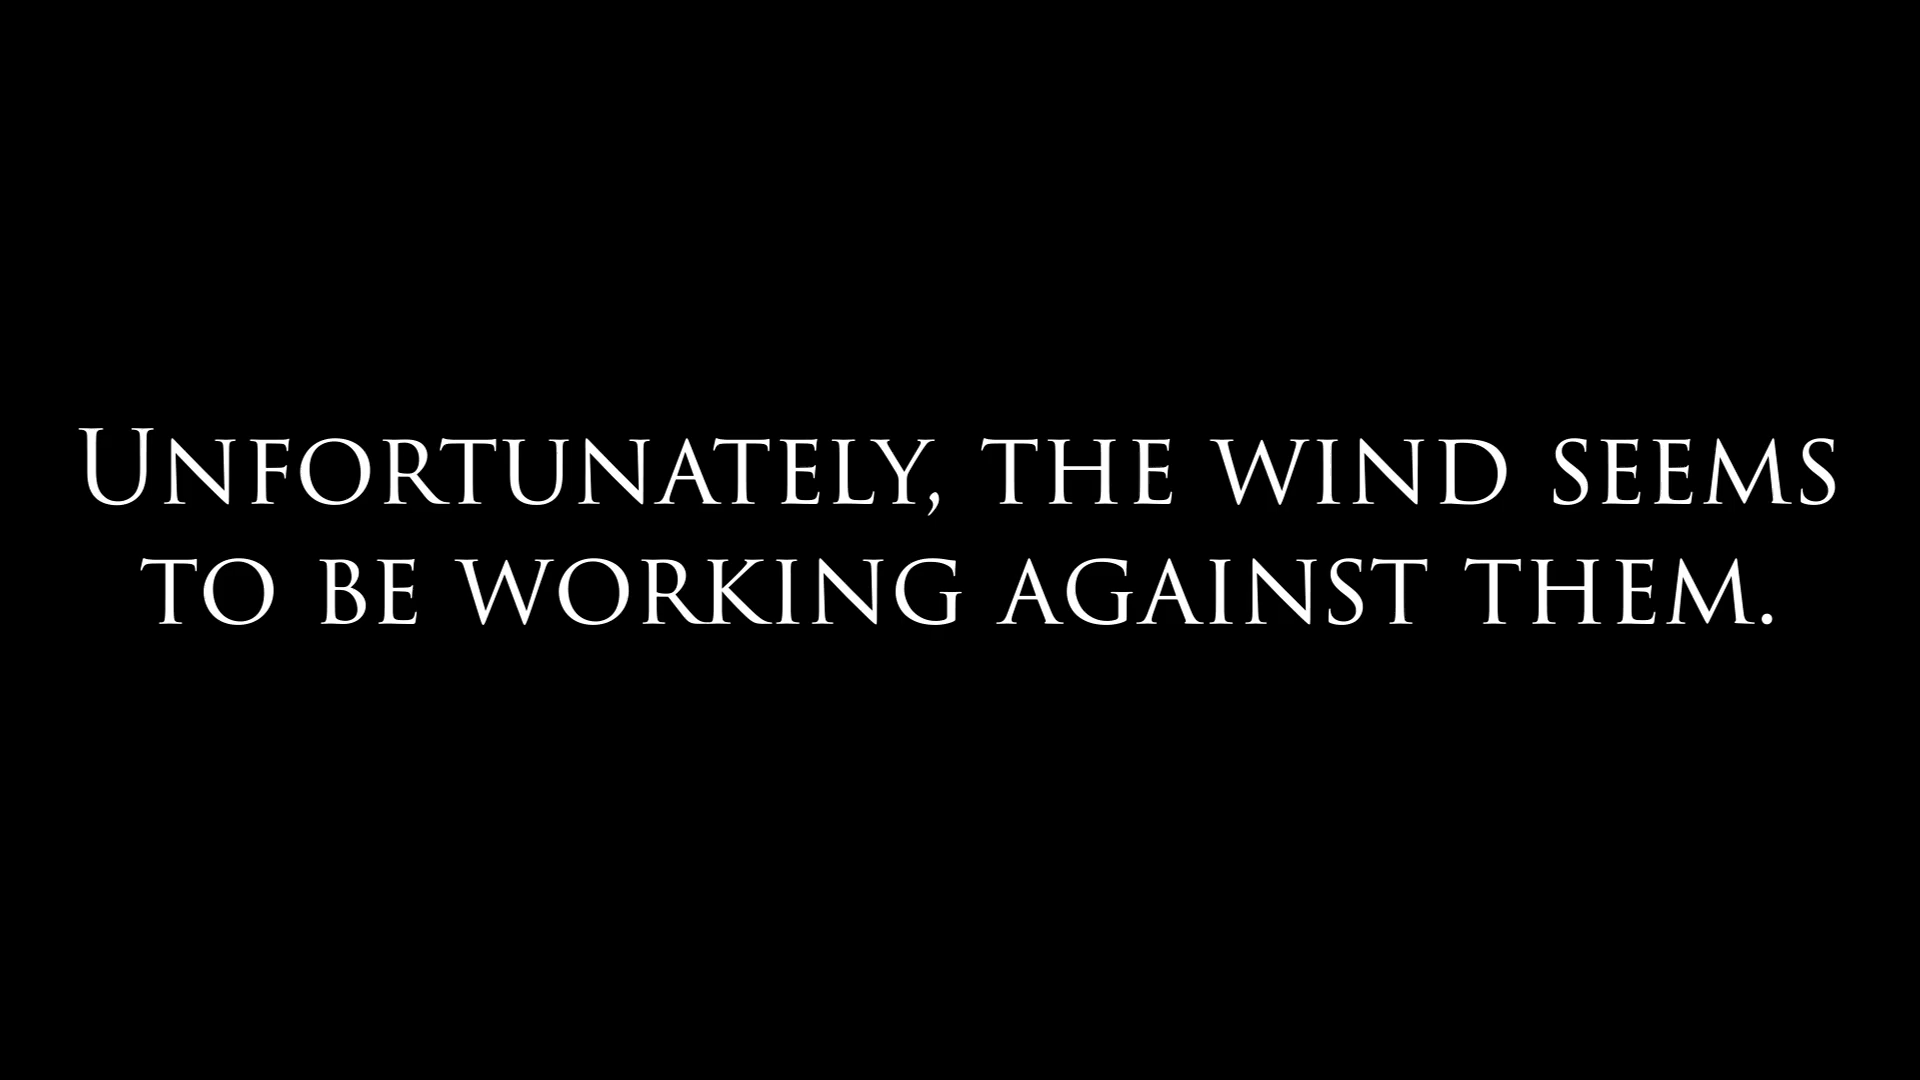 Unfortunately, the wind seems
to be working against them.